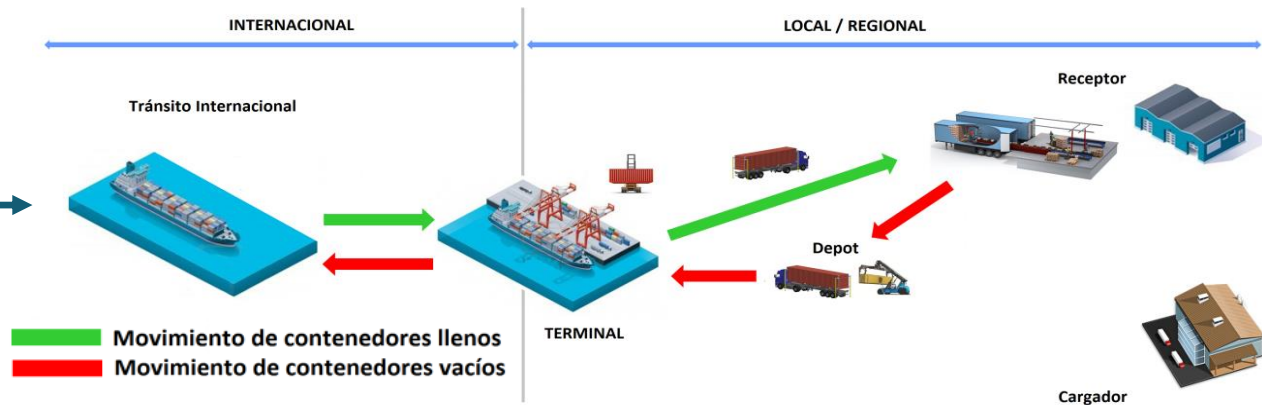 INTERNACIONAL
LOCAL / REGIONAL
Tránsito Internacional
Receptor
Depot
TERMINAL
Movimiento de contenedores llenos
Movimiento de contenedores vacíos
Cargador